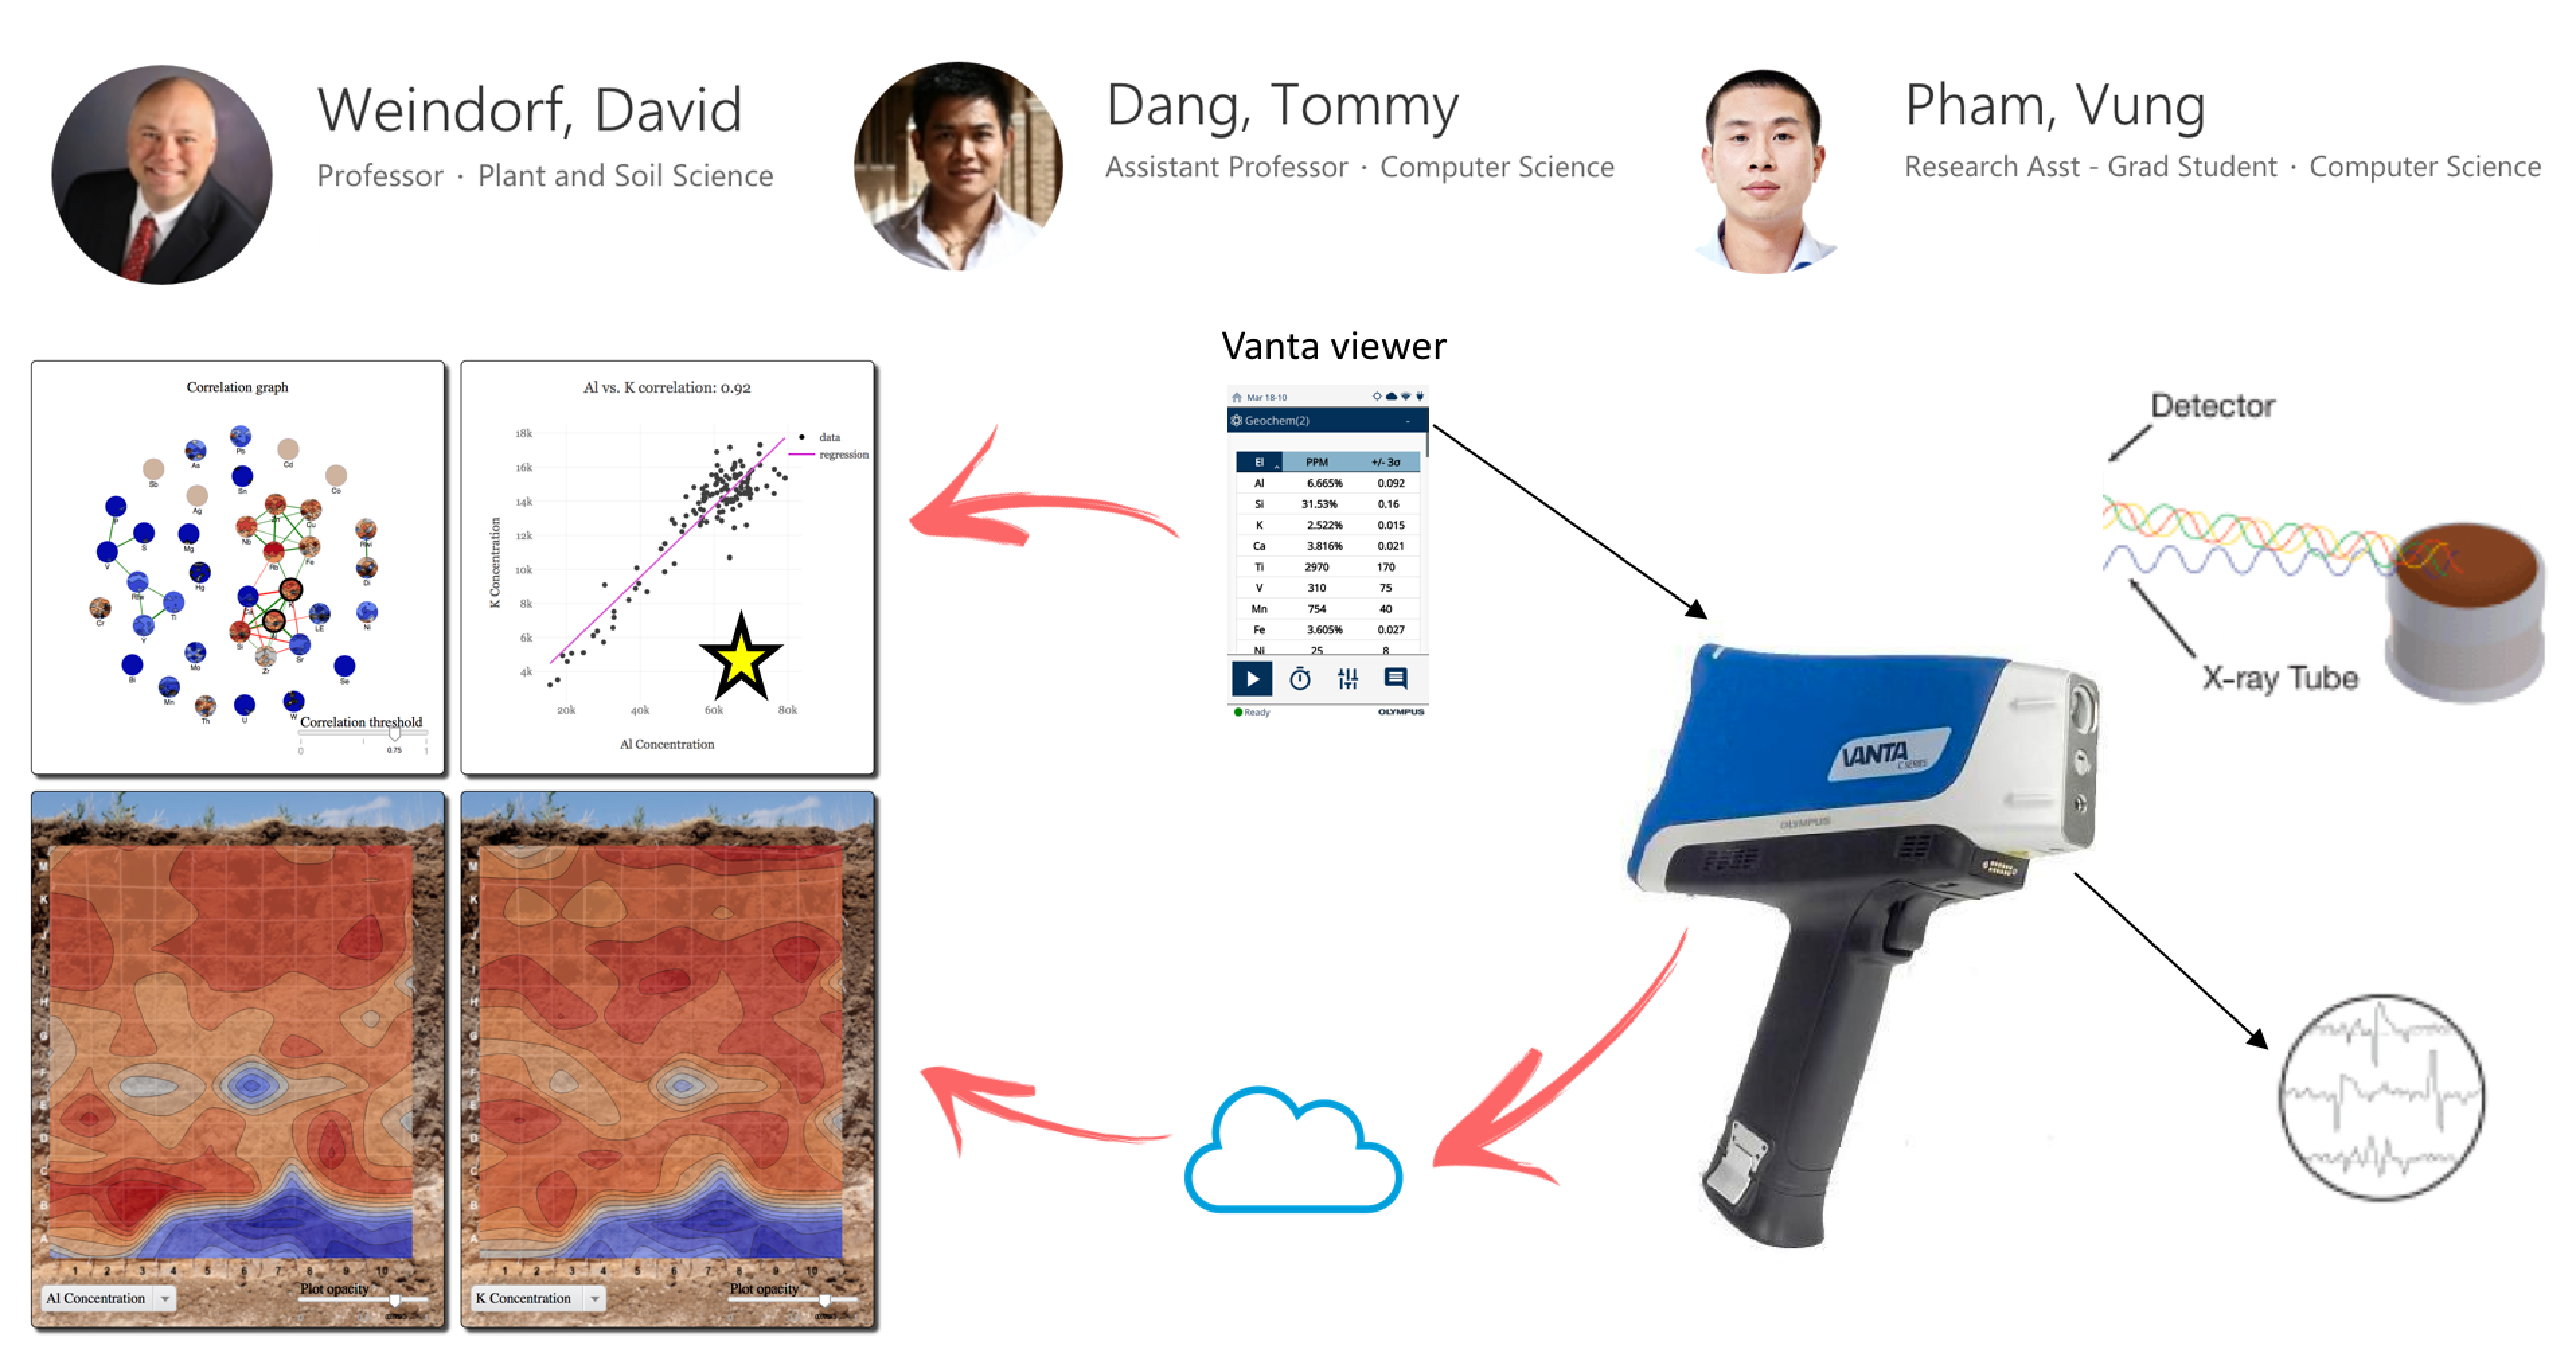 Weindorf, David
Professor · Plant and Soil Science
Dang, Tommy
Assistant Professor · Computer Science
Pham, Vung
Research Asst - Grad Student · Computer Science
Correlation graph
Pb
As
Cd
Sb
Sn
Co
Ag
P
Zn
Cu
S
Nb
Mg
V
Rb
Fe
Hg
Di
K
Ti
Ca
Cr
LE
Ni
Y
Al
Si
Sr
Mo
Zr
Bi
Se
Mn
Th
U
W
Correlation threshold
0
0.75
1
Al vs. K correlation: 0.92
data
regression
18k
16k
14k
12k
10k
8k
6k
4k
K Concentration
20k
40k
60k
80k
Al Concentration
Vanta viewer
Mar 18-10
Geochem(2)
El PPM +/- 3σ
Al 6.665% 0.092
Si 31.53% 0.16
K 2.522% 0.015
Ca 3.816% 0.021
Ti 2970 170
V 310 75
Mn 754 40
Fe 3.605% 0.027
Ni 25 8
Ready
OLYMPUS
Detector
X-ray Tube
VANTA
C SERIES
OLYMPUS
M
K
J
I
H
G
F
E
D
C
B
A
1 2 3 4 5 6 7 8 9 10
Plot opacity
Al Concentration
M
K
J
I
H
G
F
E
D
C
B
A
1 2 3 4 5 6 7 8 9 10
Plot opacity
K Concentration